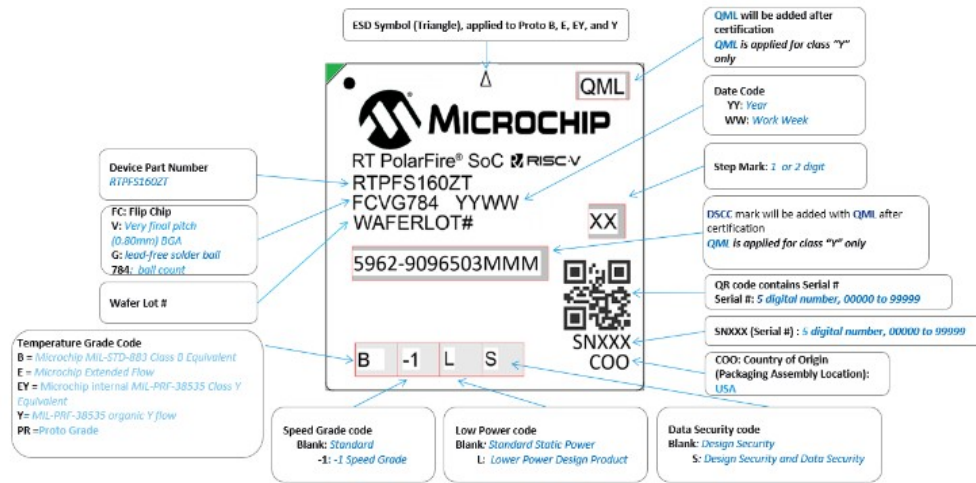 ESD Symbol (Triangle), applied to Proto B, E, EY, and Y
QML will be added after
certification
QML is applied for class "Y"
only
Date Code
YY: Year
WW: Work Week
Step Mark: 1 or 2 digit
DSCC mark will be added with QML after
certification
QML is applied for class "Y" only
QR code contains Serial #
Serial #: 5 digital number, 00000 to 99999
SNXXX (Serial #) : 5 digital number, 00000 to 99999
COO: Country of Origin
(Packaging Assembly Location):
USA
QML
MICROCHIP
RT PolarFire® SoC RISC-V
RTPFS160ZT
FCVG784 YYWW
WAFERLOT#
XX
5962-9096503MMM
SNXXX
COO
B -1 L S
Device Part Number
RTPFS160ZT
FC: Flip Chip
V: Very final pitch
(0.80mm) BGA
G: lead-free solder ball
784: ball count
Wafer Lot #
Temperature Grade Code
B = Microchip MIL-STD-883 Class B Equivalent
E = Microchip Extended Flow
EY = Microchip internal MIL-PRF-38535 Class Y
Equivalent
Y= MIL-PRF-38535 organic Y flow
PR =Proto Grade
Speed Grade code
Blank: Standard
-1: -1 Speed Grade
Low Power code
Blank: Standard Static Power
L: Lower Power Design Product
Data Security code
Blank: Design Security
S: Design Security and Data Security